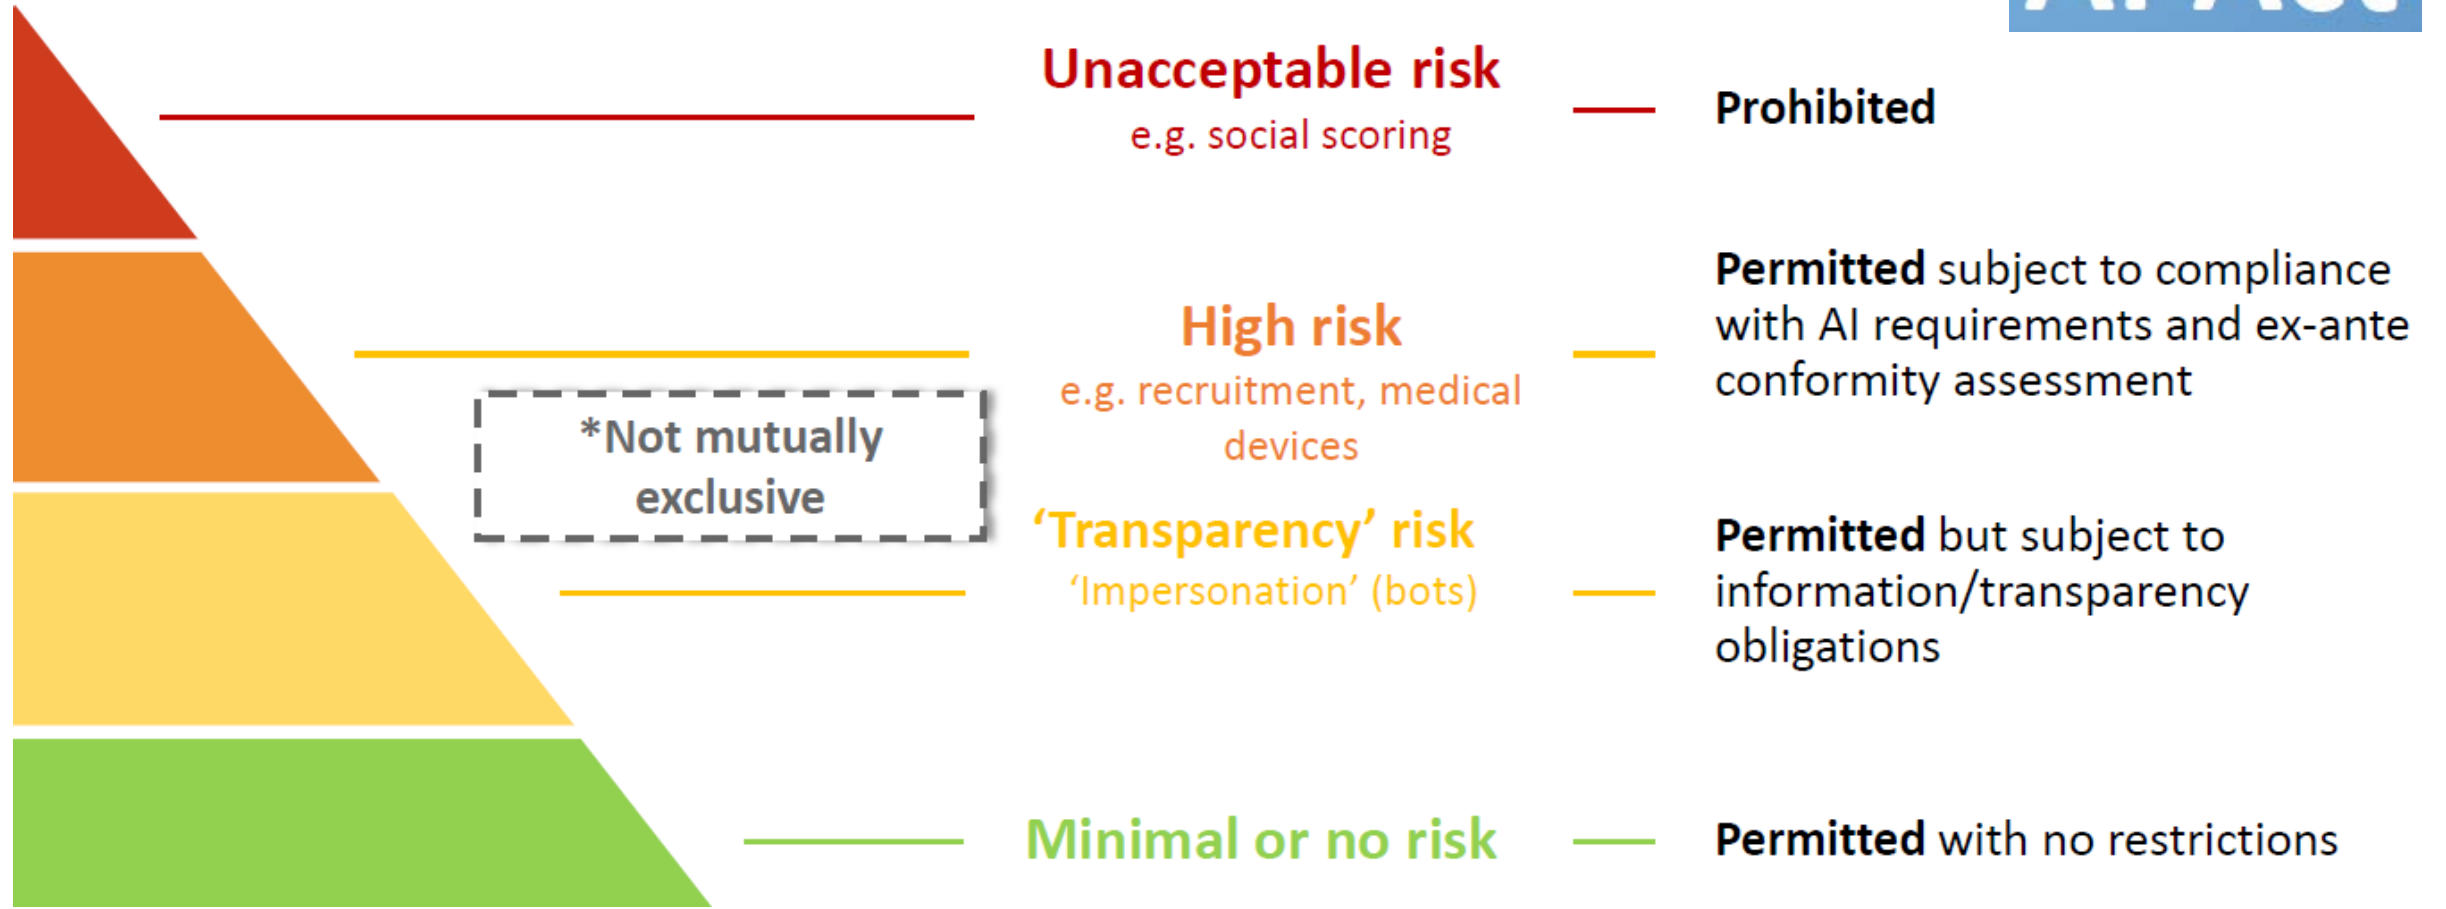 AI Act
Unacceptable risk
e.g. social scoring
Prohibited
High risk
e.g. recruitment, medical
devices
Permitted subject to compliance
with AI requirements and ex-ante
conformity assessment
*Not mutually
exclusive
‘Transparency’ risk
‘Impersonation’ (bots)
Permitted but subject to
information/transparency
obligations
Minimal or no risk
Permitted with no restrictions